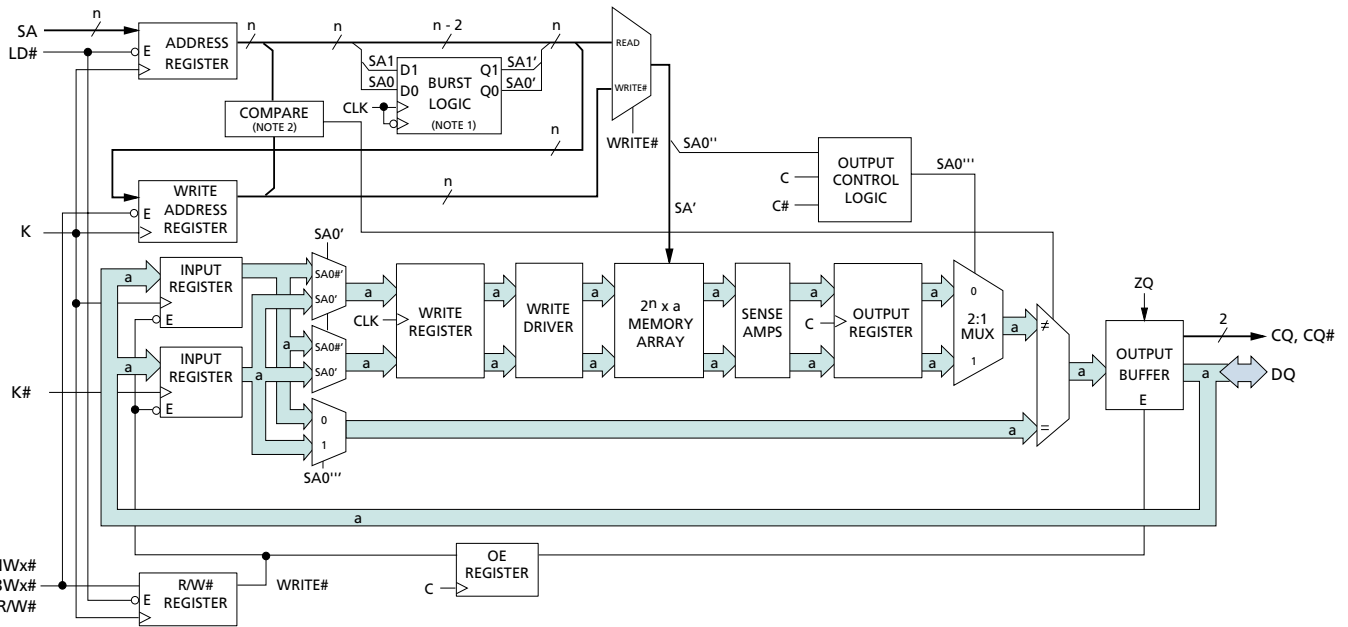 SA
n
LD#
E
ADDRESS
REGISTER
n
n
n - 2
n
SA1
SA0
D1
D0
BURST
LOGIC
(NOTE 1)
Q1
Q0
SA1'
SA0'
CLK
READ
WRITE#
WRITE#
COMPARE
(NOTE 2)
n
n
SA0''
C
C#
OUTPUT
CONTROL
LOGIC
SA0'''
SA'
K
E
WRITE
ADDRESS
REGISTER
SA0'
a
INPUT
REGISTER
E
SA0#'
SA0'
a
a
SA0#'
SA0'
a
CLK
WRITE
REGISTER
a
a
WRITE
DRIVER
a
a
2n x a
MEMORY
ARRAY
a
a
SENSE
AMPS
a
a
C
OUTPUT
REGISTER
a
a
0
2:1
MUX
1
a
≠
=
a
ZQ
OUTPUT
BUFFER
E
2
CQ, CQ#
a
DQ
K#
a
INPUT
REGISTER
E
a
0
1
SA0'''
a
a
Wx#
Wx#
R/W#
E
R/W#
REGISTER
WRITE#
OE
REGISTER
C